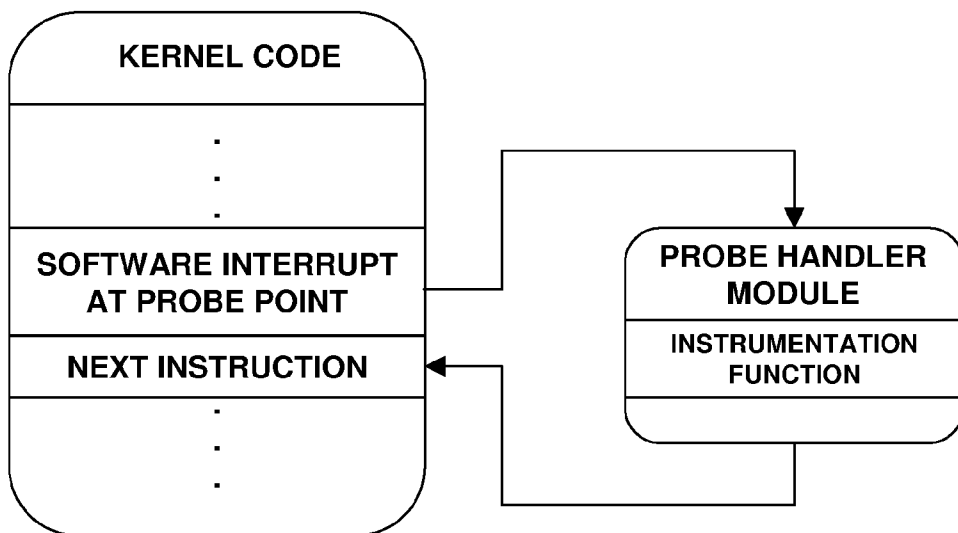 KERNEL CODE
SOFTWARE INTERRUPT
AT PROBE POINT
NEXT INSTRUCTION
PROBE HANDLER
MODULE
INSTRUMENTATION
FUNCTION